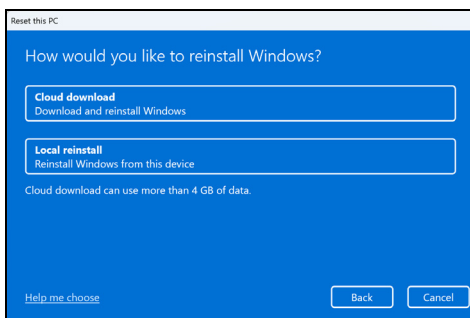 Reset this PC
How would you like to reinstall Windows?
Cloud download
Download and reinstall Windows
Local reinstall
Reinstall Windows from this device
Cloud download can use more than 4 GB of data.
Help me choose
Back
Cancel